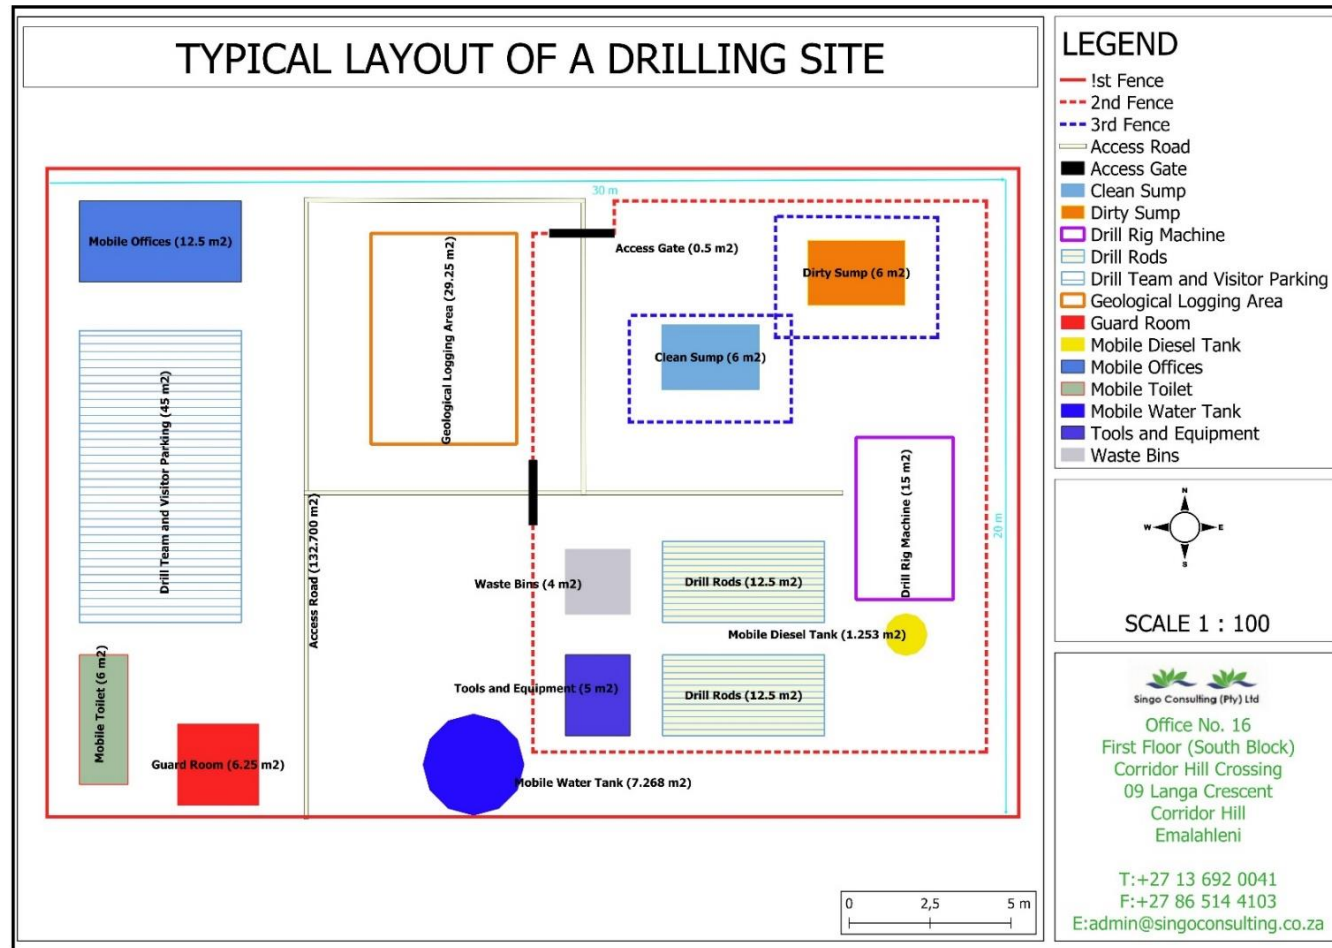 TYPICAL LAYOUT OF A DRILLING SITE
30 m
Mobile Offices (12.5 m2)
Access Gate (0.5 m2)
Geological Logging Area (29.25 m2)
Dirty Sump (6 m2)
Clean Sump (6 m2)
Drill Team and Visitor Parking (45 m2)
Access Road (132.700 m2)
Drill Rig Machine (15 m2)
20 m
Waste Bins (4 m2)
Drill Rods (12.5 m2)
Mobile Diesel Tank (1.253 m2)
Mobile Toilet (6 m2)
Tools and Equipment (5 m2)
Drill Rods (12.5 m2)
Guard Room (6.25 m2)
Mobile Water Tank (7.268 m2)
0 2,5 5 m
LEGEND
!st Fence
2nd Fence
3rd Fence
Access Road
Access Gate
Clean Sump
Dirty Sump
Drill Rig Machine
Drill Rods
Drill Team and Visitor Parking
Geological Logging Area
Guard Room
Mobile Diesel Tank
Mobile Offices
Mobile Toilet
Mobile Water Tank
Tools and Equipment
Waste Bins
N
W E
S
SCALE 1 : 100
Singo Consulting (Pty) Ltd
Office No. 16
First Floor (South Block)
Corridor Hill Crossing
09 Langa Crescent
Corridor Hill
Emalahleni
T:+27 13 692 0041
F:+27 86 514 4103
E:admin@singoconsulting.co.za